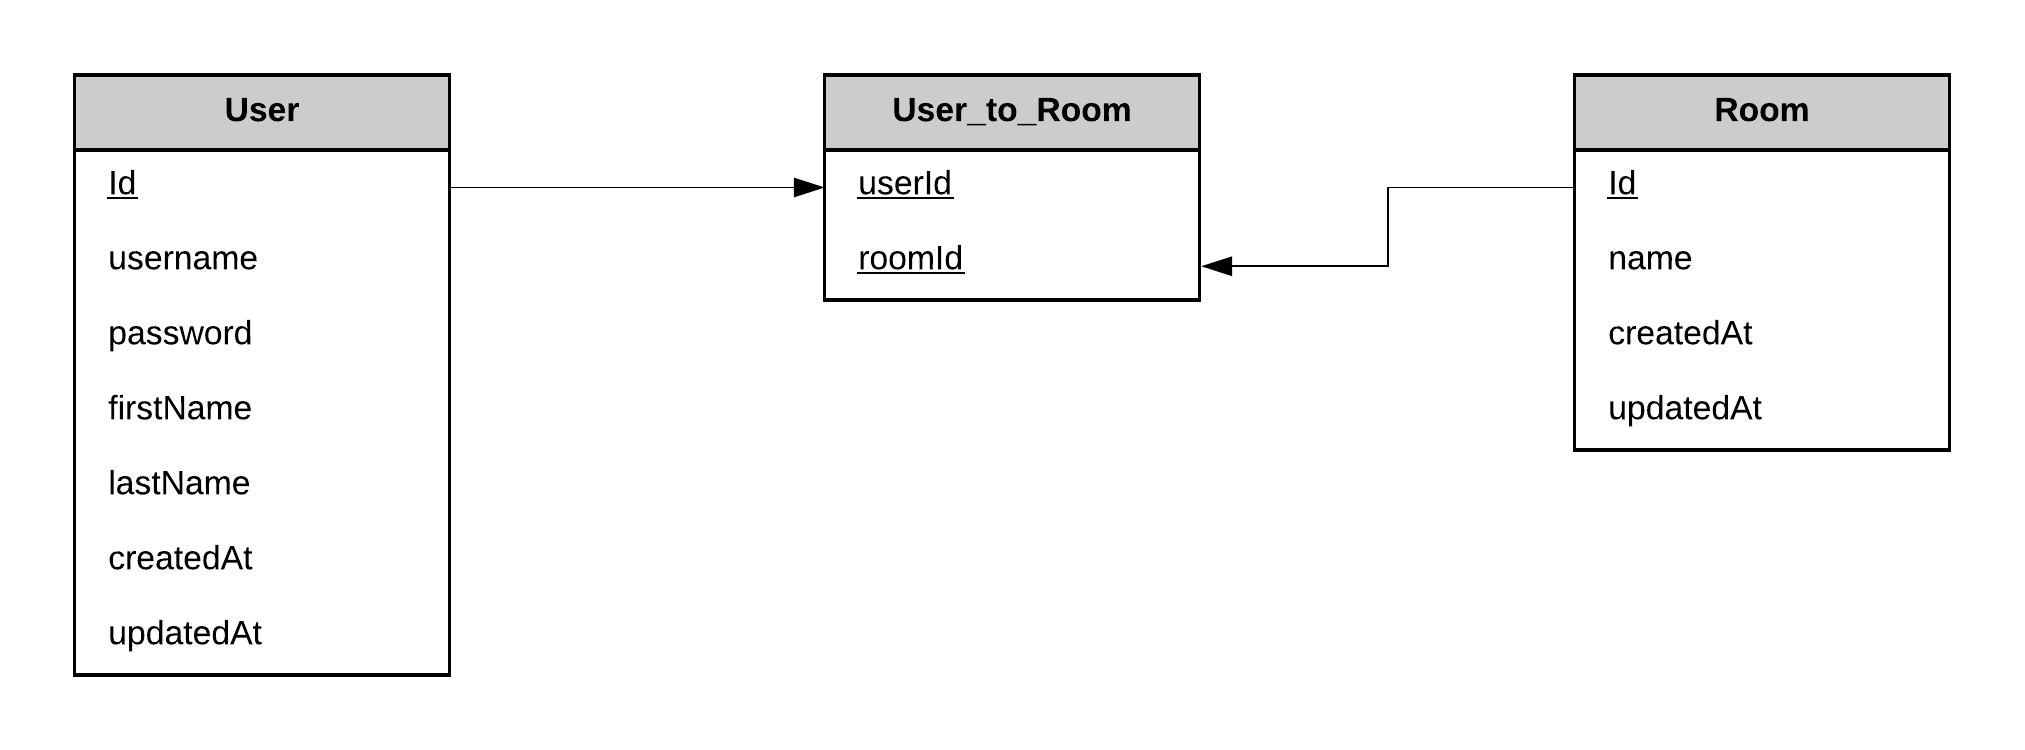 User
Id
username
password
firstName
lastName
createdAt
updatedAt
User_to_Room
userId
roomId
Room
Id
name
createdAt
updatedAt